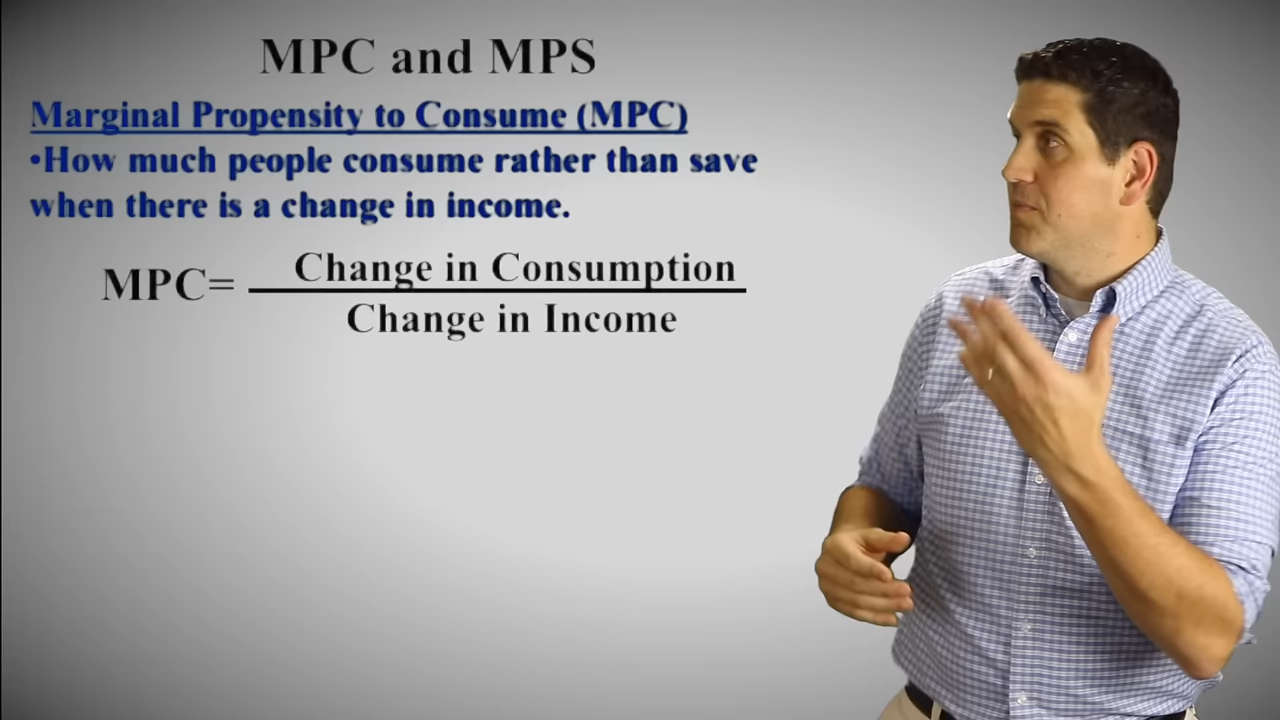 MPC and MPS
Marginal Propensity to Consume (MPC)
•How much people consume rather than save
when there is a change in income.
MPC= Change in Consumption
Change in Income